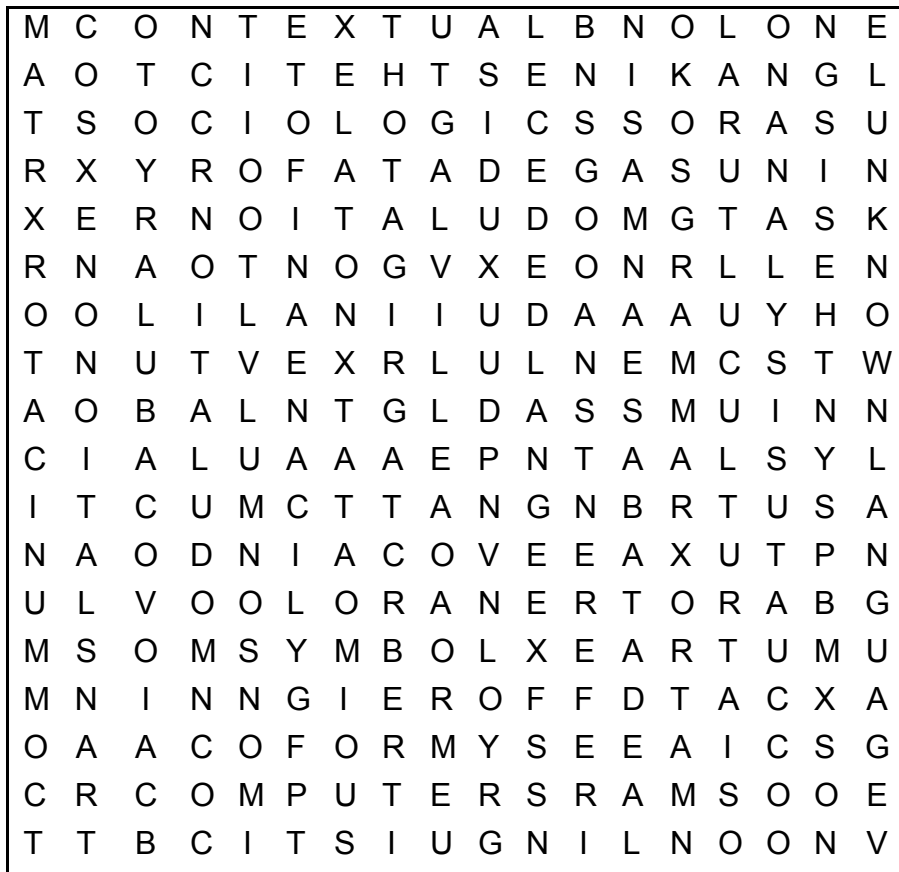 M C O N T E X T U A L B N O L O N E
A O T C I T E H T S E N I K A N G L
T S O C I O L O G I C S S O R A S U
R X Y R O F A T A D E G A S U N I N
X E R N O I T A L U D O M G T A S K
R N A O T N O G V X E O N R L L E N
O O L I L A N I I U D A A A U Y H O
T N U T V E X R L U L N E M C S T W
A O B A L N T G L D A S S M U I N N
C I A L U A A A E P N T A A L S Y L
I T C U M C T T A N G N B R T U S A
N A O D N I A C O V E E A X U T P N
U L V O O L O R A N E R T O R A B G
M S O M S Y M B O L X E A R T U M U
M N I N N G I E R O F F D T A C X A
O A A C O F O R M Y S E E A I C S G
C R C O M P U T E R S R A M S O O E
T T B C I T S I U G N I L N O O N V